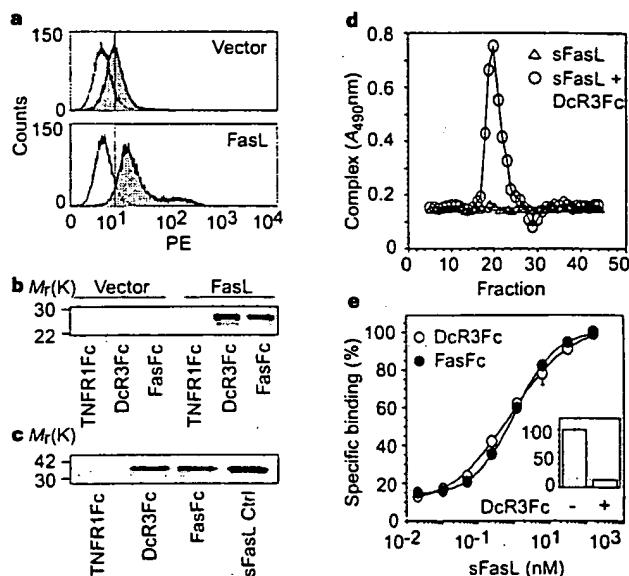 a
150
Vector
0
150
FasL
Counts
0
0 10¹ 10² 10³ 10⁴
PE
b Mr(K) Vector FasL
30
22
TNFR1Fc
DcR3Fc
FasFc
TNFR1Fc
DcR3Fc
FasFc
c Mr(K)
42
30
TNFR1Fc
DcR3Fc
FasFc
sFasL Ctrl
d
0.8
0.6
0.4
0.2
0
Complex (A490nm)
△ sFasL
○ sFasL +
DcR3Fc
0 10 20 30 40 50
Fraction
e
○ DcR3Fc
● FasFc
100
80
60
40
20
0
Specific binding (%)
100
50
0
DcR3Fc - +
10⁻² 10⁻¹ 10¹ 10³
sFasL (nM)